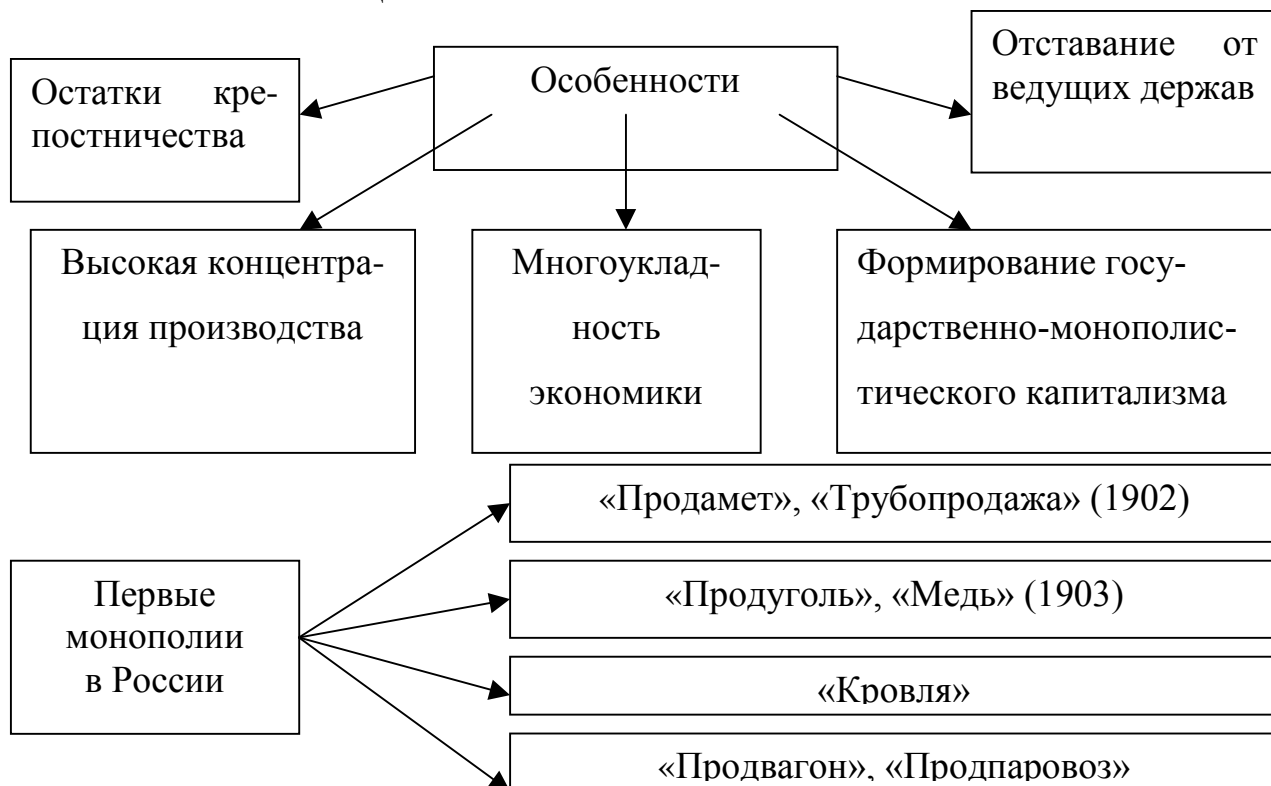 Особенности
Остатки кре-
постничества
Отставание от
ведущих держав
Высокая концентра-
ция производства
Многоуклад-
ность
экономики
Формирование госу-
дарственно-монополис-
тического капитализма
Первые
монополии
в России
«Продамет», «Трубопродажа» (1902)
«Продуголь», «Медь» (1903)
«Кровля»
«Продвагон», «Продпаровоз»